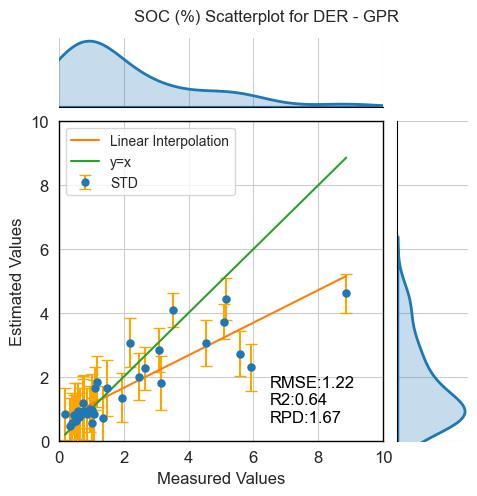 SOC (%) Scatterplot for DER - GPR
10
8
6
4
2
0
Estimated Values
Linear Interpolation
y=x
STD
RMSE:1.22
R2:0.64
RPD:1.67
0 2 4 6 8 10
Measured Values